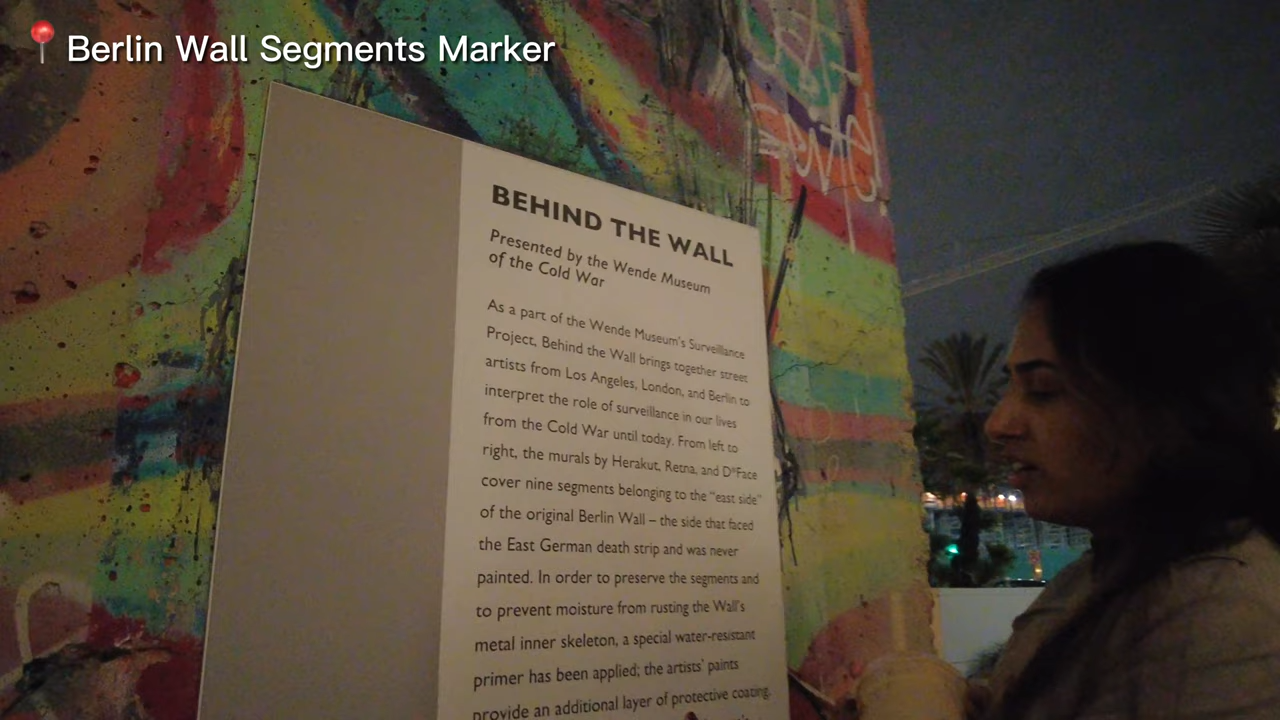 Berlin Wall Segments Marker
BEHIND THE WALL
Presented by the Wende Museum
of the Cold War
As a part of the Wende Museum's Surveillance
Project, Behind the Wall brings together street
artists from Los Angeles, London, and Berlin to
interpret the role of surveillance in our lives
from the Cold War until today. From left to
right, the murals by Herakut, Retna, and D*Face
cover nine segments belonging to the "east side"
of the original Berlin Wall – the side that faced
the East German death strip and was never
painted. In order to preserve the segments and
to prevent moisture from rusting the Wall's
metal inner skeleton, a special water-resistant
primer has been applied; the artists' paints
provide an additional layer of protective coating.